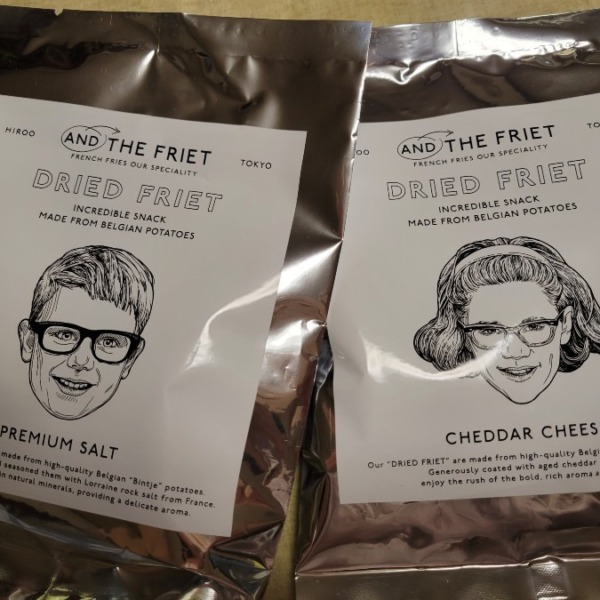 HIROO
AND THE FRIET
FRENCH FRIES OUR SPECIALITY
TOKYO
DRIED FRIET
INCREDIBLE SNACK
MADE FROM BELGIAN POTATOES
PREMIUM SALT
made from high-quality Belgian "Bintje" potatoes.
seasoned them with Lorraine rock salt from France.
in natural minerals, providing a delicate aroma.
OO
AND THE FRIET
FRENCH FRIES OUR SPECIALITY
TO
DRIED FRIET
INCREDIBLE SNACK
MADE FROM BELGIAN POTATOES
CHEDDAR CHEES
Our "DRIED FRIET" are made from high-quality Belgi
Generously coated with aged cheddar
enjoy the rush of the bold, rich aroma a